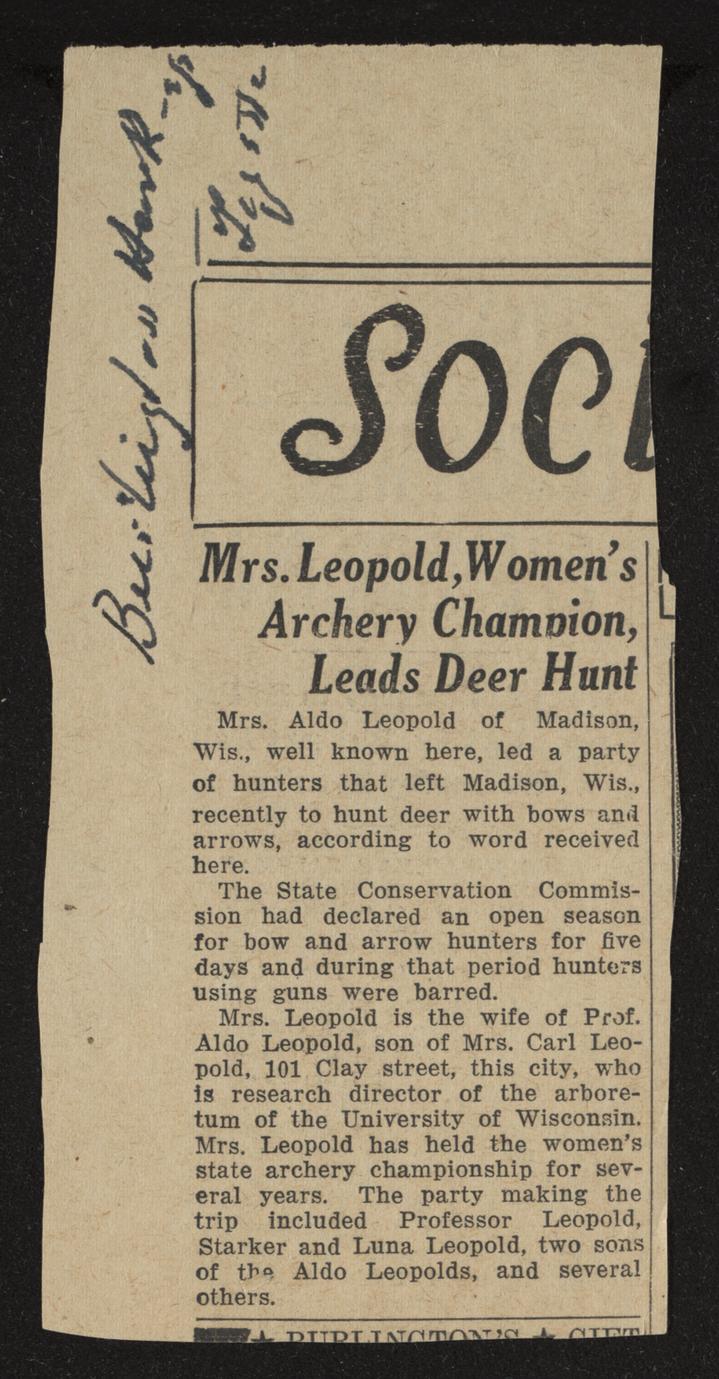 Burlington Hawk-
Soci
Mrs. Leopold, Women's
Archery Champion,
Leads Deer Hunt
Mrs. Aldo Leopold of Madison,
Wis., well known here, led a party
of hunters that left Madison, Wis.,
recently to hunt deer with bows and
arrows, according to word received
here.
The State Conservation Commis-
sion had declared an open season
for bow and arrow hunters for five
days and during that period hunters
using guns were barred.
Mrs. Leopold is the wife of Prof.
Aldo Leopold, son of Mrs. Carl Leo-
pold, 101 Clay street, this city, who
is research director of the arbore-
tum of the University of Wisconsin.
Mrs. Leopold has held the women's
state archery championship for sev-
eral years. The party making the
trip included Professor Leopold,
Starker and Luna Leopold, two sons
of the Aldo Leopolds, and several
others.
★ BURLINGTON'S ★ GIFT